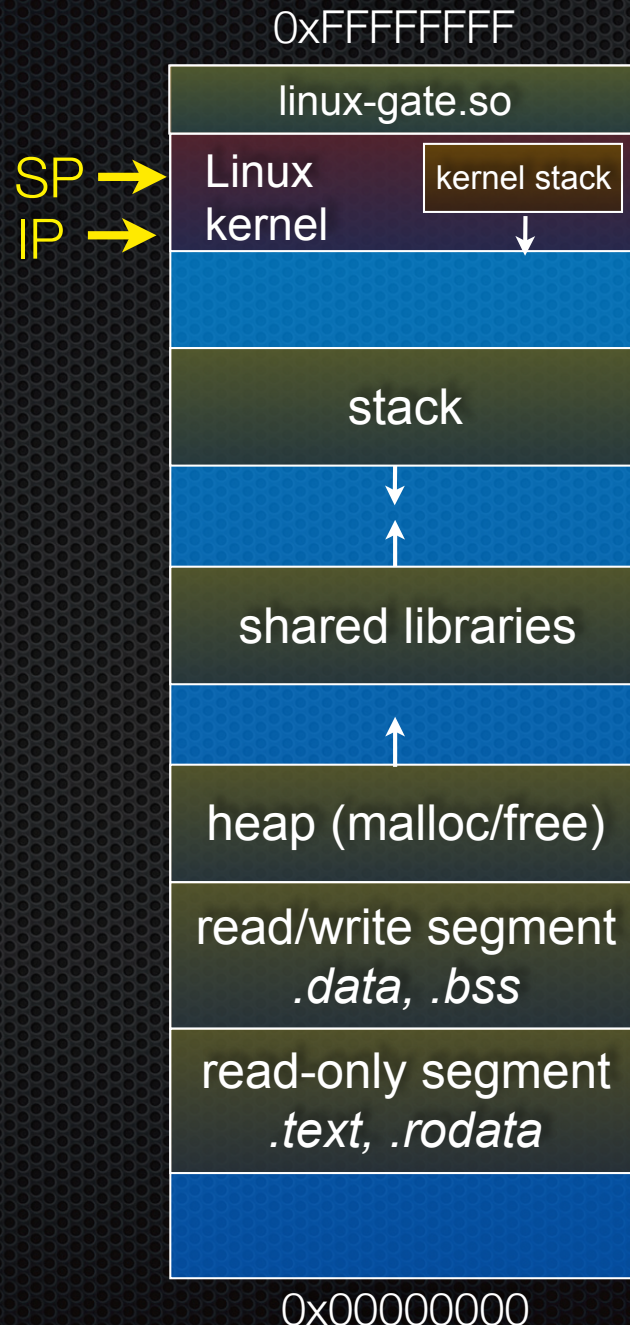 0xFFFFFFFF
linux-gate.so
SP
Linux
kernel stack
IP
kernel
stack
shared libraries
heap (malloc/free)
read/write segment
.data, .bss
read-only segment
.text, .rodata
0x00000000